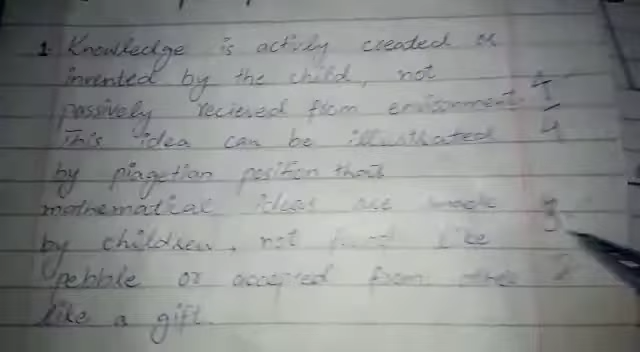 1. Knowledge is activly created or
invented by the child, not
passively recieved from environment.
This idea can be illustrated
by piagetian position that
mathematical ideas are made
by children, not found like
pebble or accepted from
like a gift.